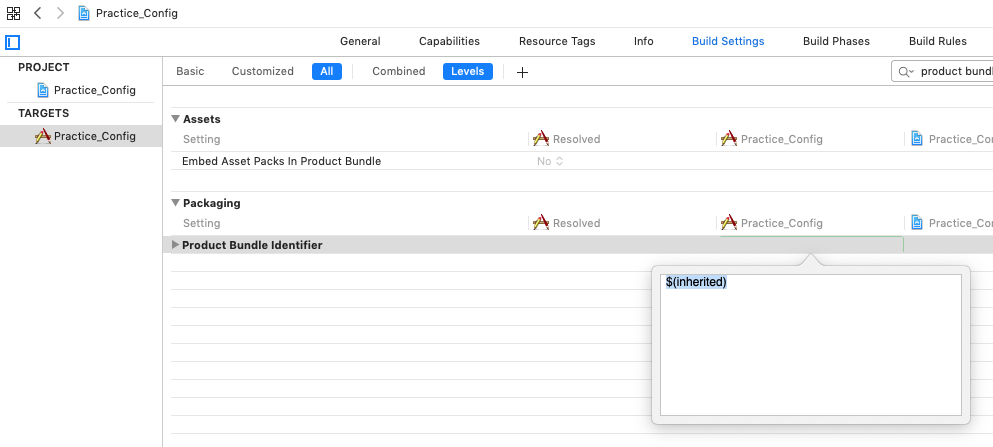 Practice_Config
General Capabilities Resource Tags Info Build Settings Build Phases Build Rules
PROJECT
Practice_Config
TARGETS
Practice_Config
Basic Customized All Combined Levels + product bundl
Assets
Setting Resolved Practice_Config Practice_Co
Embed Asset Packs In Product Bundle No
Packaging
Setting Resolved Practice_Config Practice_Co
Product Bundle Identifier
$(inherited)